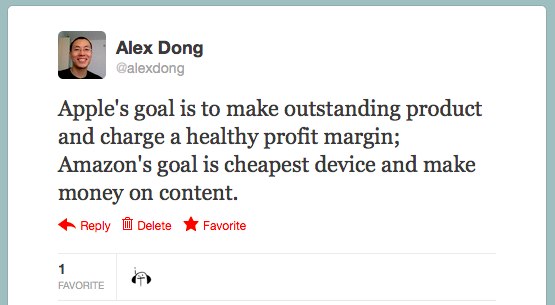 Alex Dong
@alexdong
Apple's goal is to make outstanding product
and charge a healthy profit margin;
Amazon's goal is cheapest device and make
money on content.
Reply Delete Favorite
1
FAVORITE